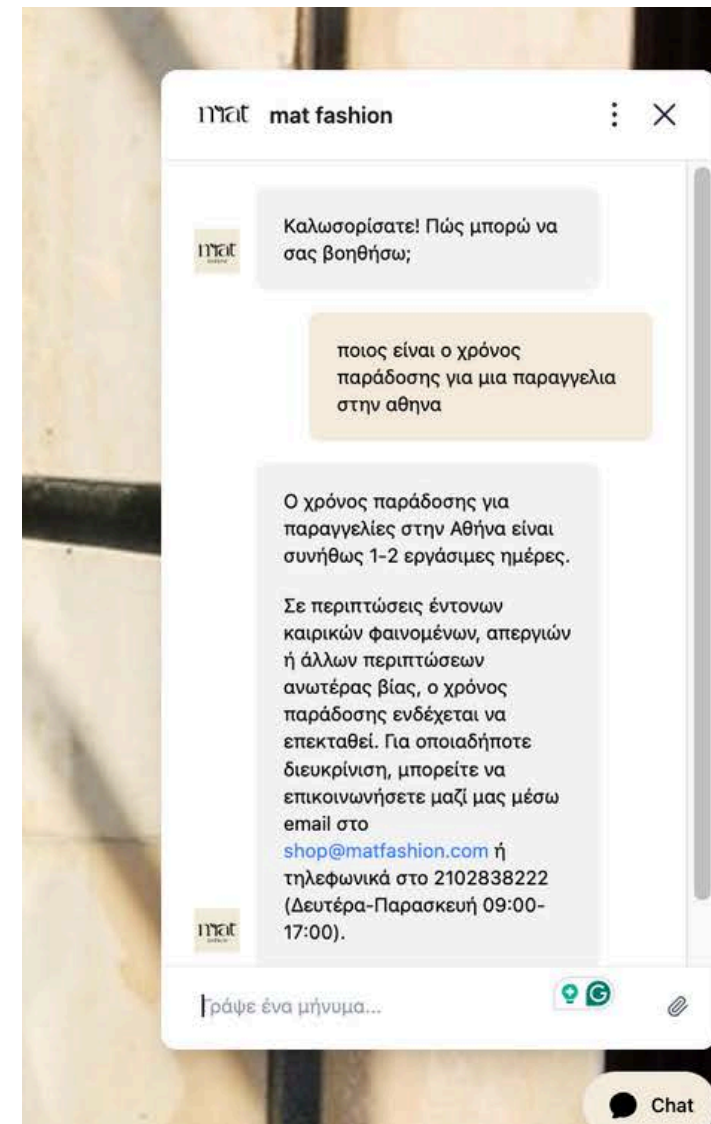 mat mat fashion
Καλωσορίσατε! Πώς μπορώ να
σας βοηθήσω;
mat
ποιος είναι ο χρόνος
παράδοσης για μια παραγγελια
στην αθηνα
Ο χρόνος παράδοσης για
παραγγελίες στην Αθήνα είναι
συνήθως 1-2 εργάσιμες ημέρες.
Σε περιπτώσεις έντονων
καιρικών φαινομένων, απεργιών
ή άλλων περιπτώσεων
ανωτέρας βίας, ο χρόνος
παράδοσης ενδέχεται να
επεκταθεί. Για οποιαδήποτε
διευκρίνιση, μπορείτε να
επικοινωνήσετε μαζί μας μέσω
email στο
shop@matfashion.com ή
τηλεφωνικά στο 2102838222
(Δευτέρα-Παρασκευή 09:00-
17:00).
mat
Γράψε ένα μήνυμα...
Chat